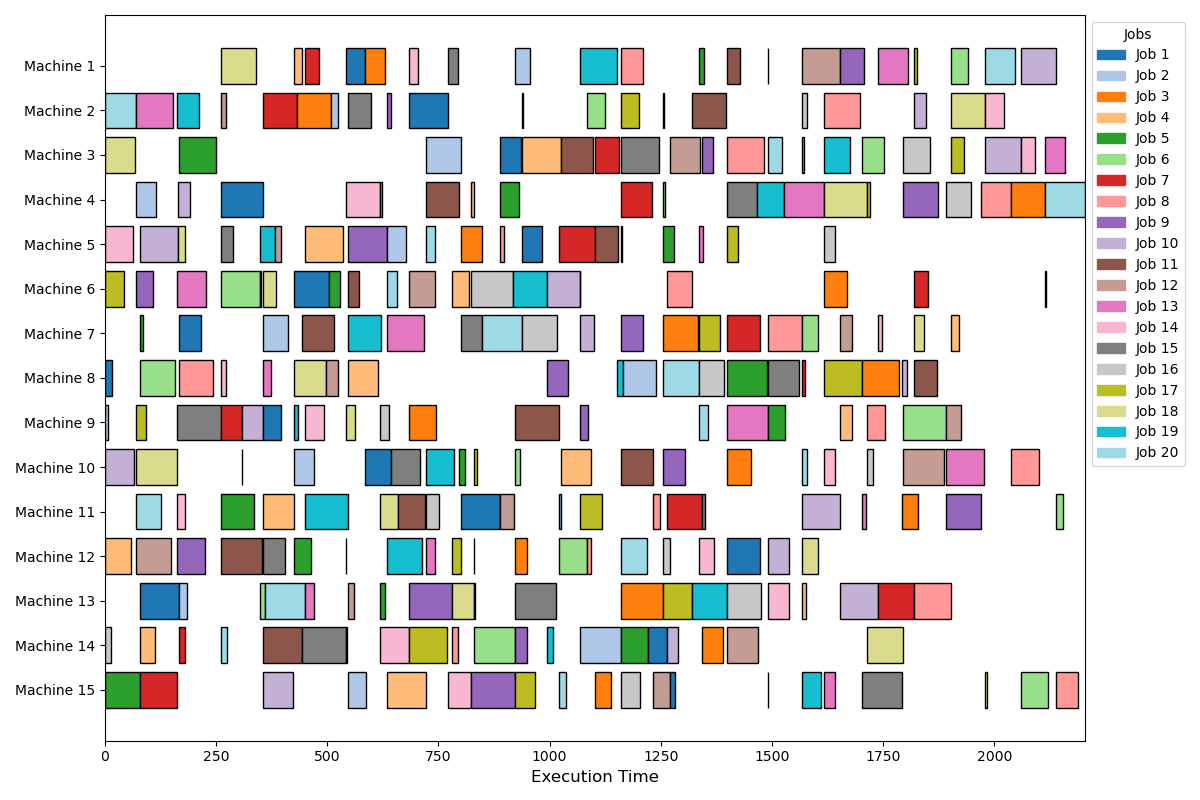 Machine 1
Machine 2
Machine 3
Machine 4
Machine 5
Machine 6
Machine 7
Machine 8
Machine 9
Machine 10
Machine 11
Machine 12
Machine 13
Machine 14
Machine 15
0 250 500 750 1000 1250 1500 1750 2000
Execution Time
Jobs
Job 1
Job 2
Job 3
Job 4
Job 5
Job 6
Job 7
Job 8
Job 9
Job 10
Job 11
Job 12
Job 13
Job 14
Job 15
Job 16
Job 17
Job 18
Job 19
Job 20